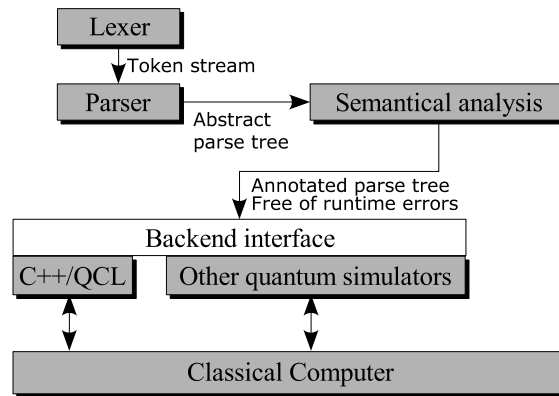 Lexer
Token stream
Parser
Semantical analysis
Abstract
parse tree
Annotated parse tree
Free of runtime errors
Backend interface
C++/QCL
Other quantum simulators
Classical Computer